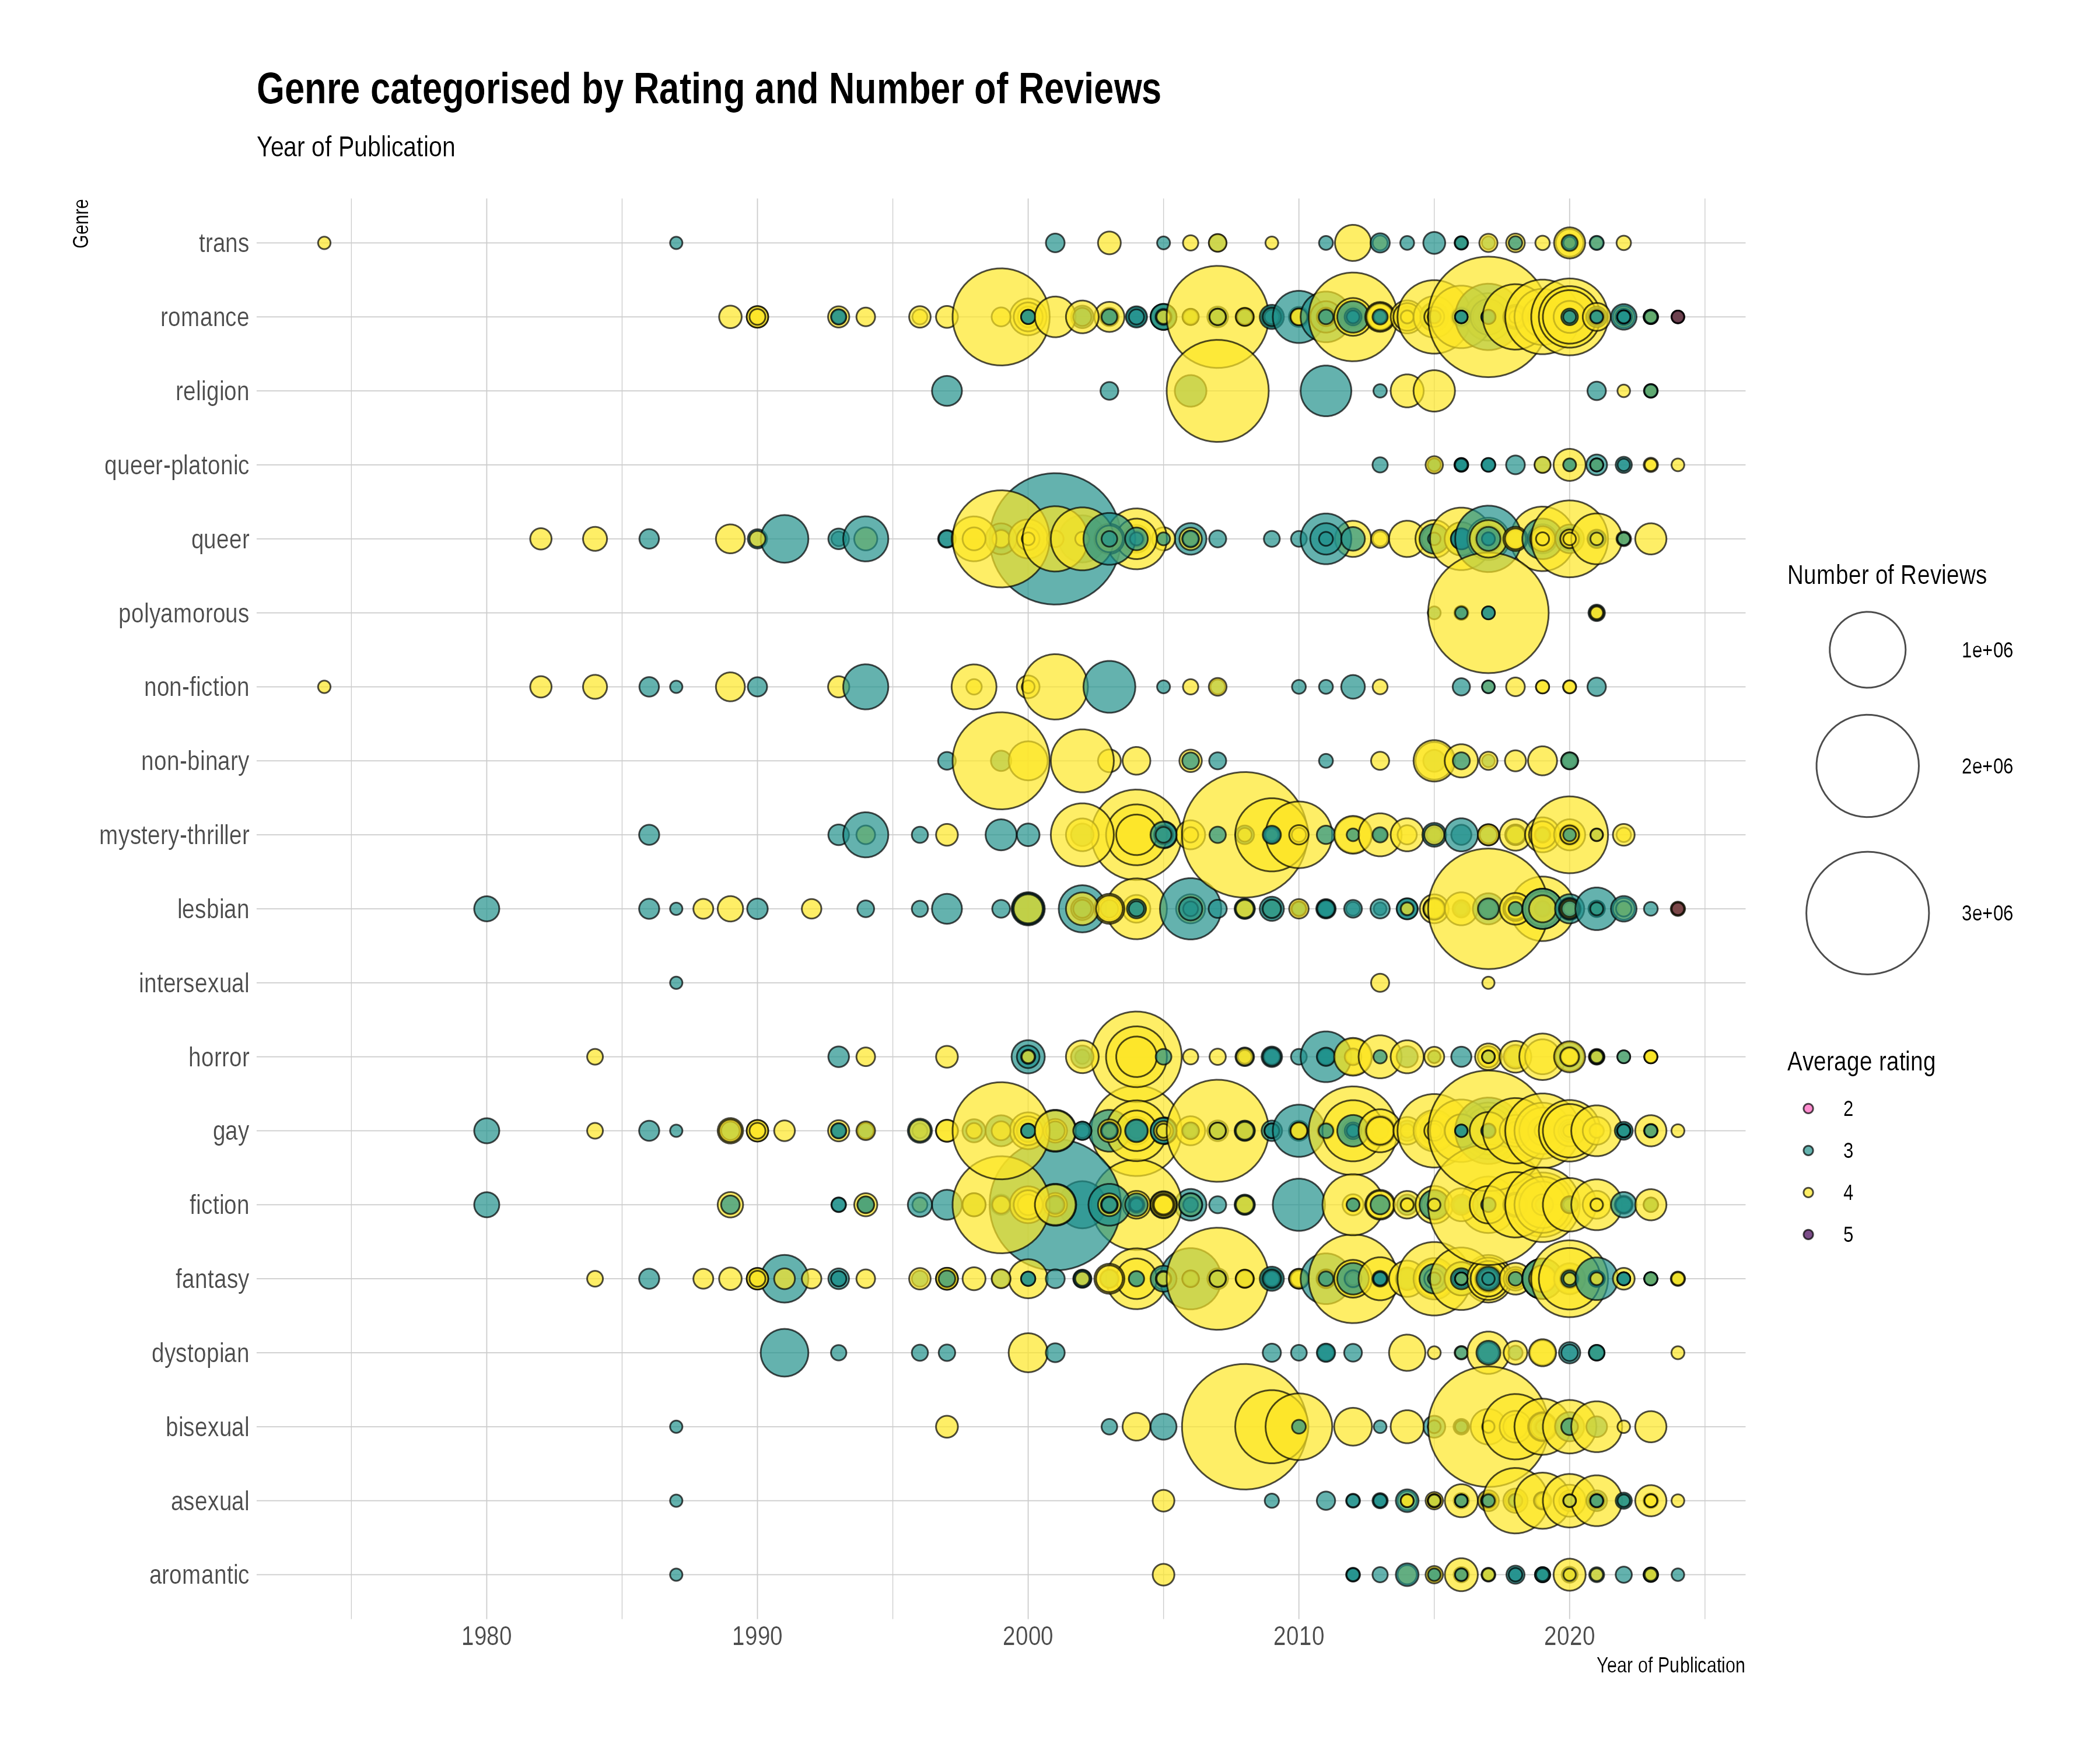 Genre categorised by Rating and Number of Reviews
Year of Publication
Genre
trans
romance
religion
queer-platonic
queer
polyamorous
non-fiction
non-binary
mystery-thriller
lesbian
intersexual
horror
gay
fiction
fantasy
dystopian
bisexual
asexual
aromantic
1980 1990 2000 2010 2020
Year of Publication
Number of Reviews
1e+06
2e+06
3e+06
Average rating
2
3
4
5